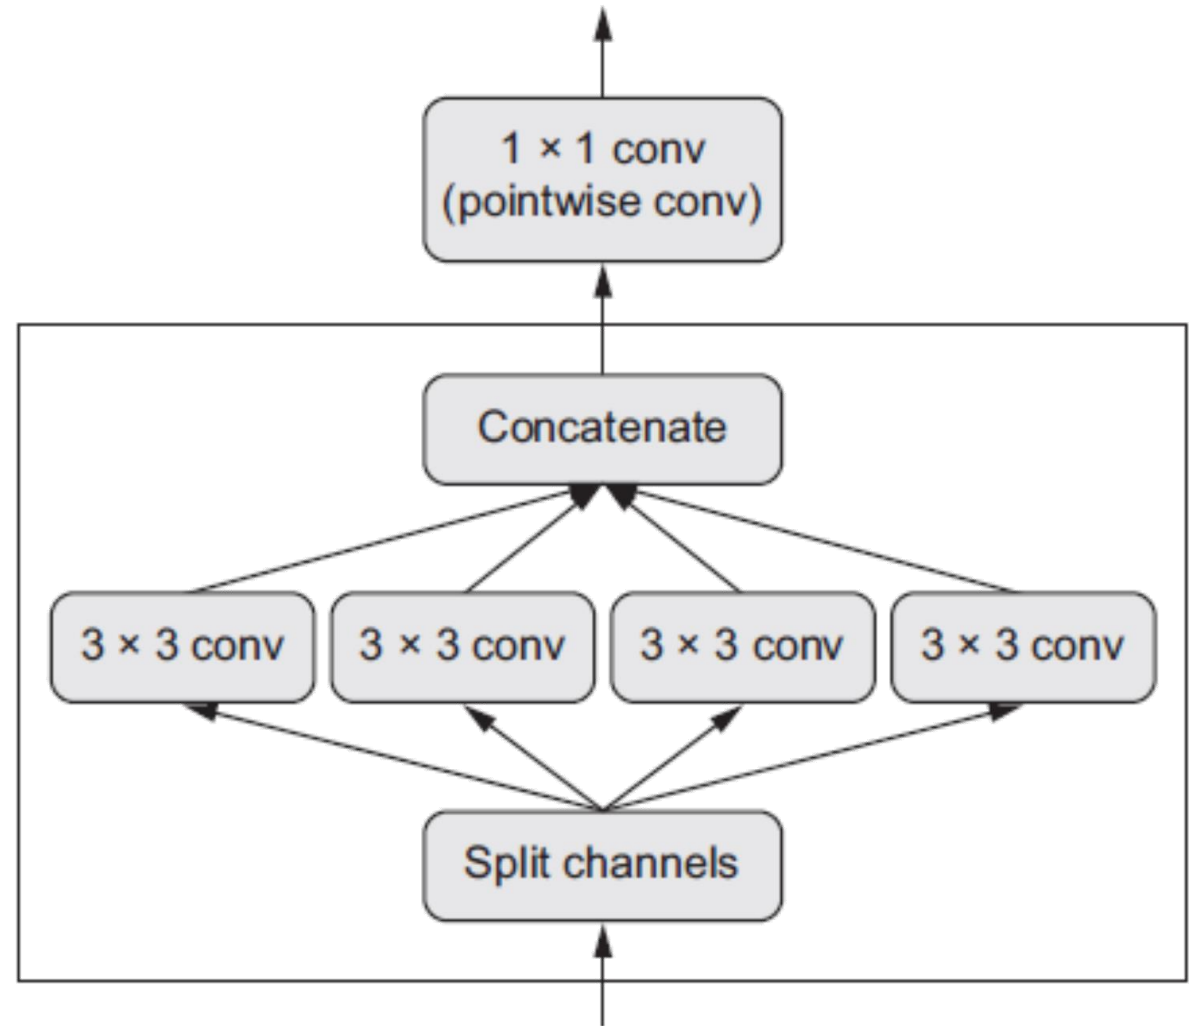 1 × 1 conv
(pointwise conv)
Concatenate
3 × 3 conv
3 × 3 conv
3 × 3 conv
3 × 3 conv
Split channels